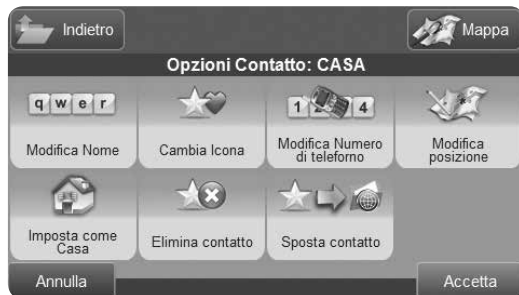 Indietro
Mappa
Opzioni Contatto: CASA
q w e r
1 2 4
Modifica Nome
Cambia Icona
Modifica Numero
di teleforno
Modifica
posizione
Imposta come
Casa
Elimina contatto
Sposta contatto
Annulla
Accetta